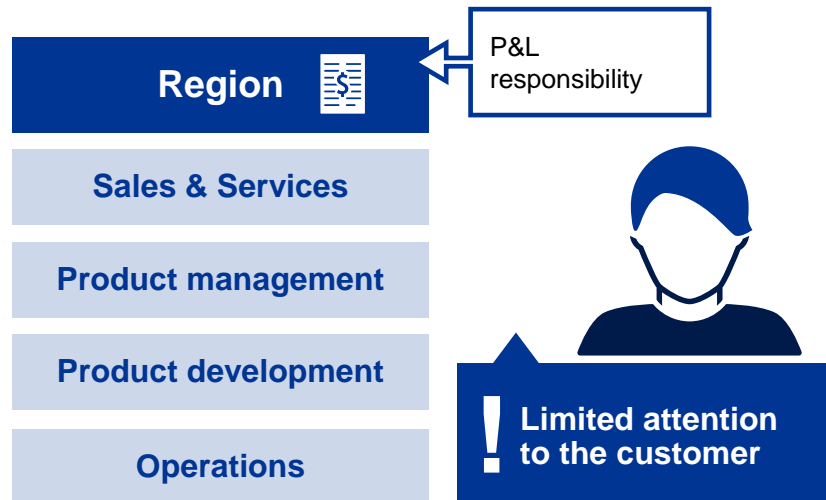 Region
$
P&L
responsibility
Sales & Services
Product management
Product development
Operations
!
Limited attention
to the customer